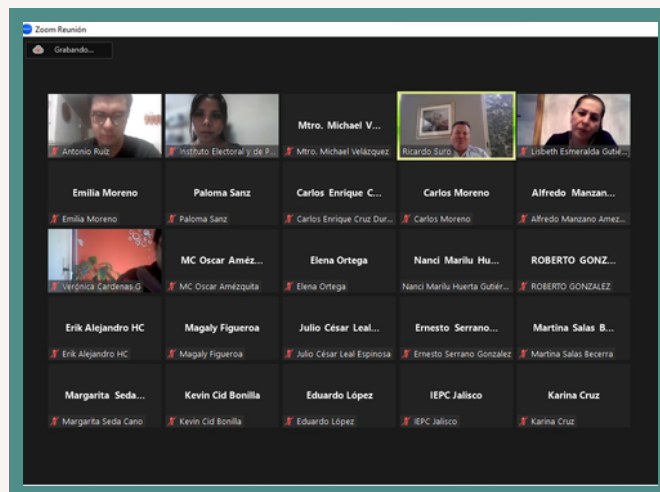 Zoom Reunión
Grabando...
Antonio Ruiz
Instituto Electoral y de P...
Mtro. Michael V...
Mtro. Michael Velázquez
Ricardo Suro
Lisbeth Esmeralda Gutié...
Emilia Moreno
Emilia Moreno
Paloma Sanz
Paloma Sanz
Carlos Enrique C...
Carlos Enrique Cruz Dur...
Carlos Moreno
Carlos Moreno
Alfredo Manzan...
Alfredo Manzano Amez...
Verónica Cardenas G
MC Oscar Améz...
MC Oscar Amézquita
Elena Ortega
Elena Ortega
Nanci Marilu Hu...
Nanci Marilu Huerta Gutiérr...
ROBERTO GONZ...
ROBERTO GONZALEZ
Erik Alejandro HC
Erik Alejandro HC
Magaly Figueroa
Magaly Figueroa
Julio César Leal...
Julio César Leal Espinosa
Ernesto Serrano...
Ernesto Serrano Gonzalez
Martina Salas B...
Martina Salas Becerra
Margarita Seda...
Margarita Seda Cano
Kevin Cid Bonilla
Kevin Cid Bonilla
Eduardo López
Eduardo López
IEPC Jalisco
IEPC Jalisco
Karina Cruz
Karina Cruz